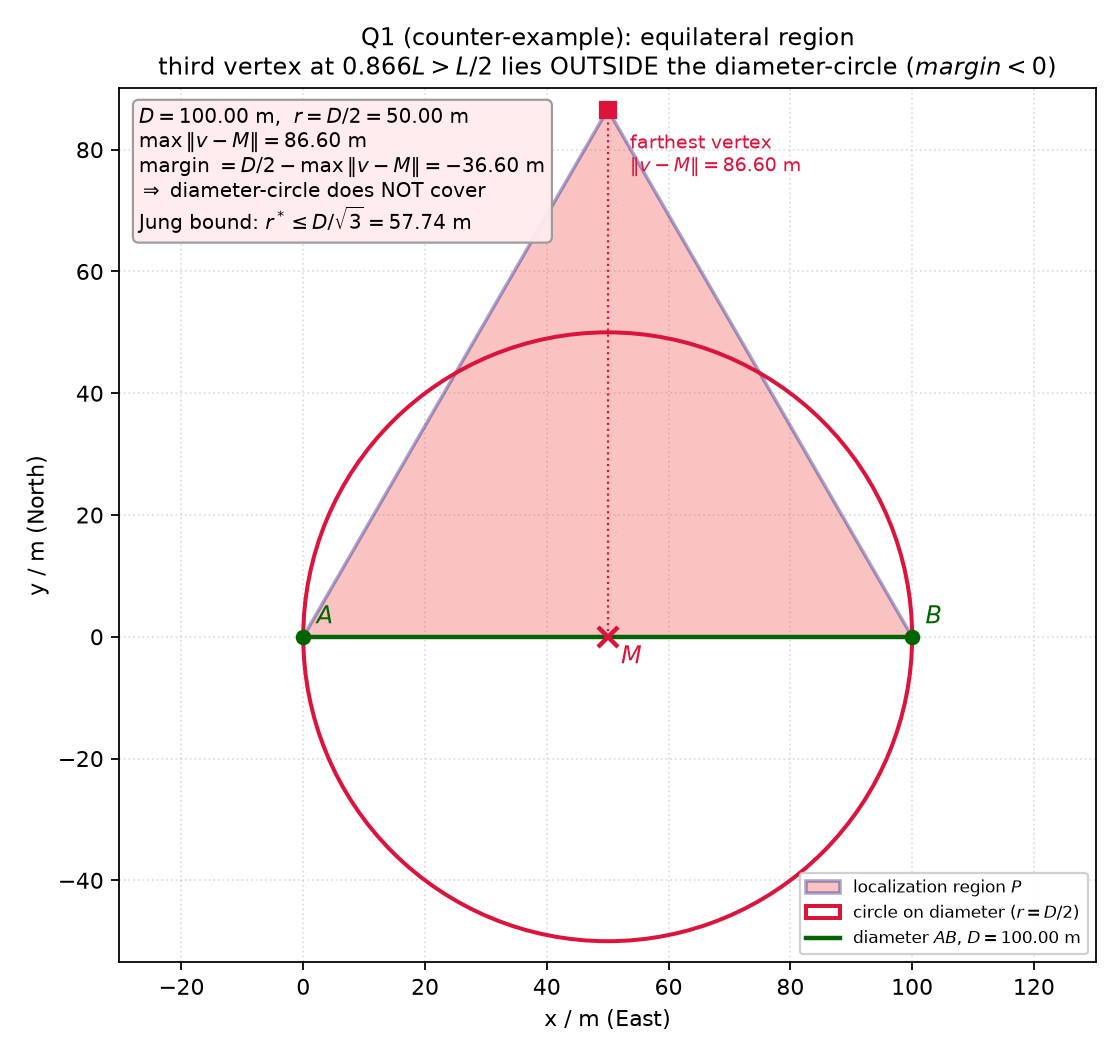 Q1 (counter-example): equilateral region
third vertex at 0.866L > L/2 lies OUTSIDE the diameter-circle (margin < 0)
D = 100.00 m, r = D/2 = 50.00 m
max ‖v − M‖ = 86.60 m
margin = D/2 − max ‖v − M‖ = −36.60 m
⇒ diameter-circle does NOT cover
Jung bound: r* ≤ D/√3 = 57.74 m
farthest vertex
‖v − M‖ = 86.60 m
80
60
40
20
0
−20
−40
y / m (North)
A
B
M
localization region P
circle on diameter (r = D/2)
diameter AB, D = 100.00 m
−20
0
20
40
60
80
100
120
x / m (East)